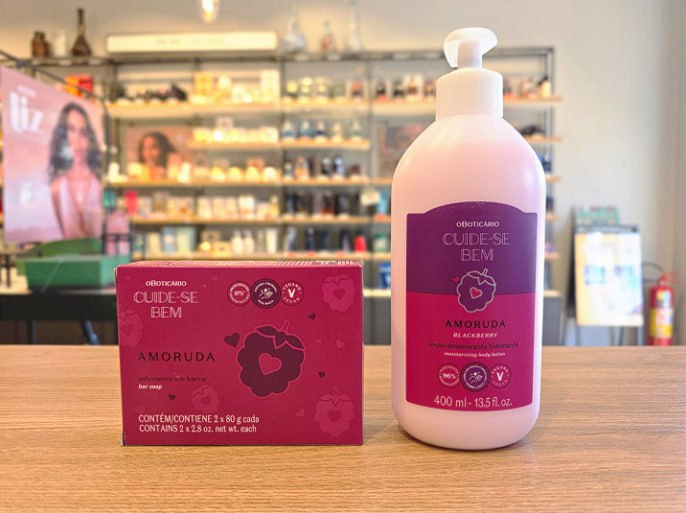 liz
oBOTICÁRIO
CUIDE-SE
BEM
AMORUDA
sabonetes em barra
bar soap
CONTÉM/CONTIENE 2 x 80 g cada
CONTAINS 2 x 2.8 oz. net wt. each
oBOTICÁRIO
CUIDE-SE
BEM
AMORUDA
BLACKBERRY
loção desodorante hidratante
moisturizing body lotion
96%
400 ml - 13.5 fl. oz.